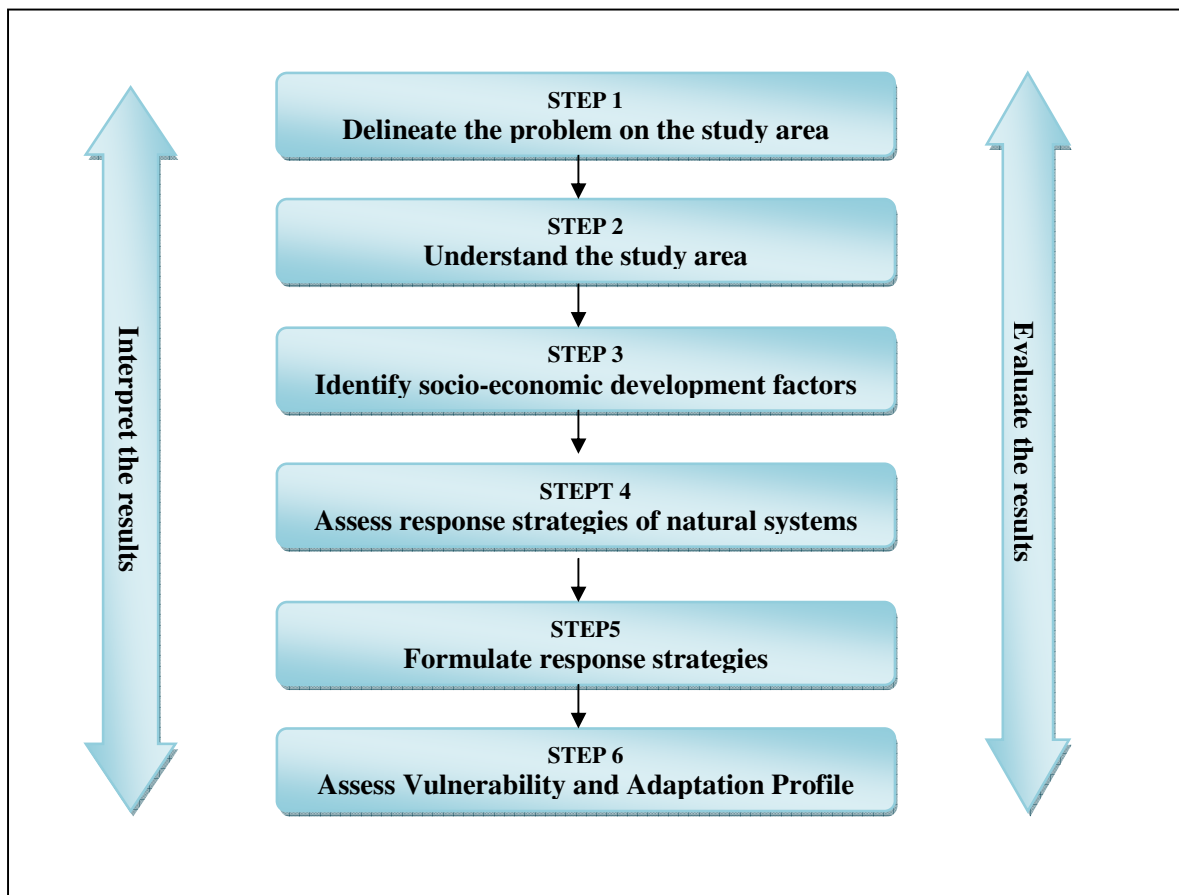 STEP 1
Delineate the problem on the study area
STEP 2
Understand the study area
STEP 3
Identify socio-economic development factors
STEPT 4
Assess response strategies of natural systems
STEP5
Formulate response strategies
STEP 6
Assess Vulnerability and Adaptation Profile
Interpret the results
Evaluate the results